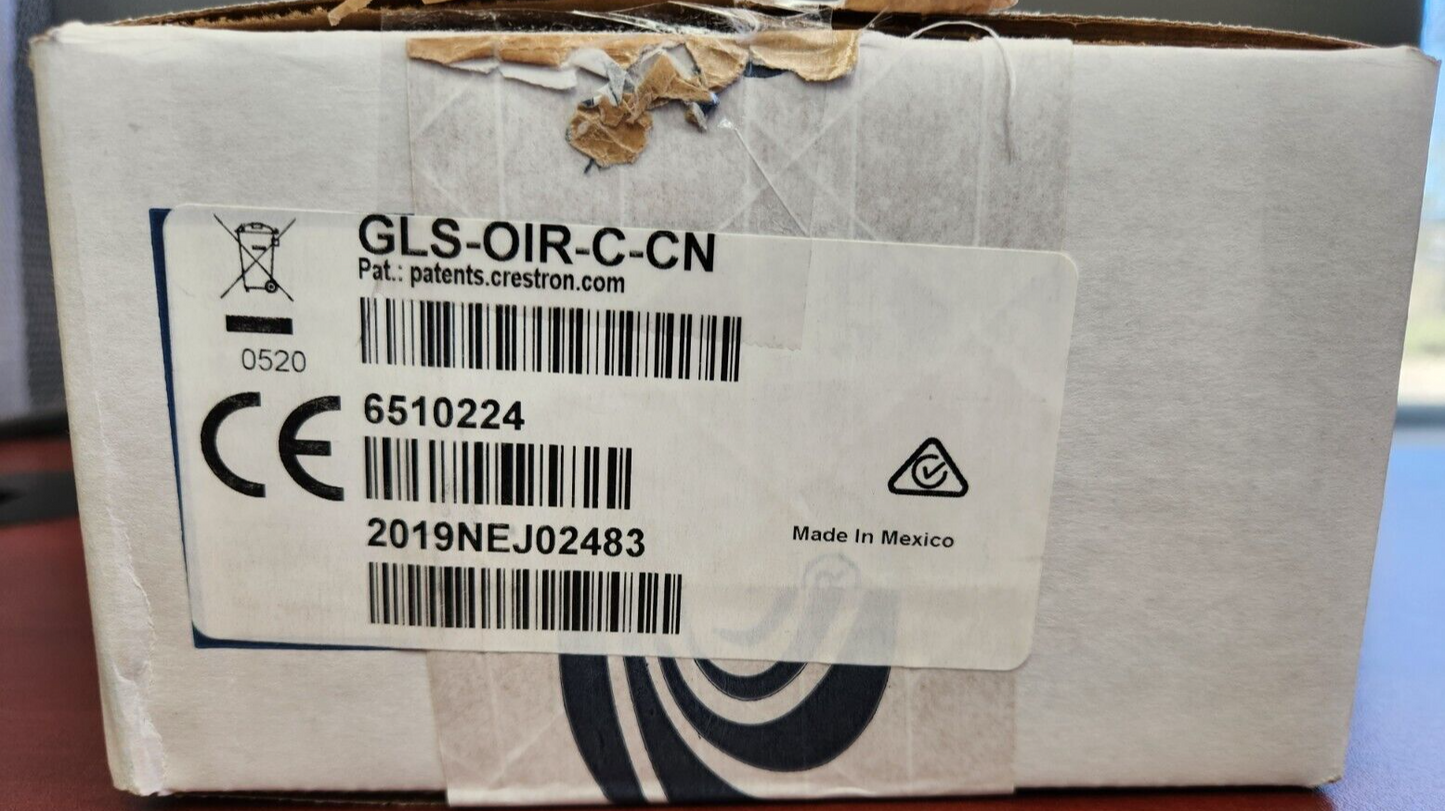 GLS-OIR-C-CN
Pat.: patents.crestron.com
0520
CE
6510224
2019NEJ02483
Made In Mexico